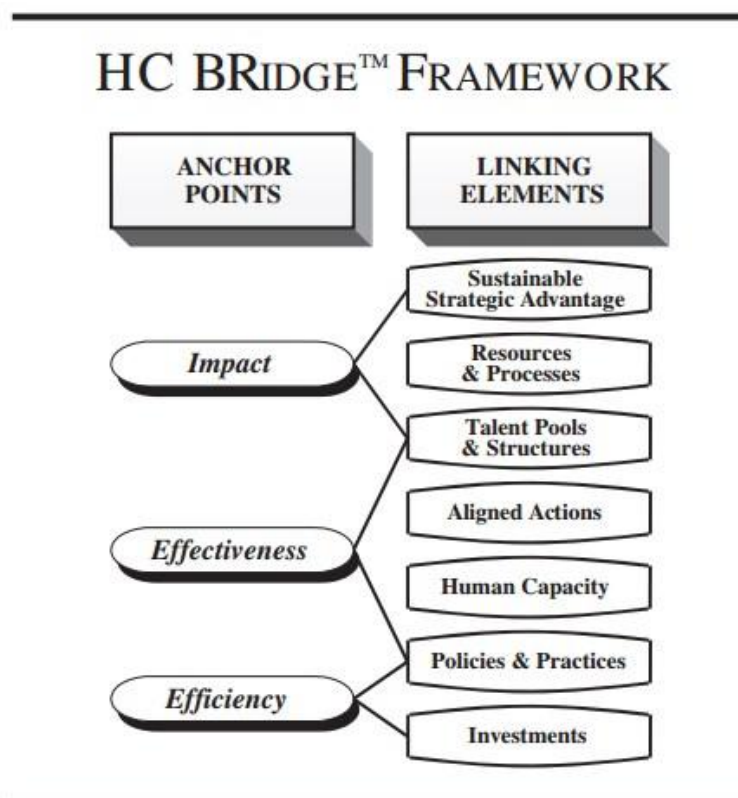 HC BRIDGE™ FRAMEWORK
ANCHOR
POINTS
LINKING
ELEMENTS
Sustainable
Strategic Advantage
Impact
Resources
& Processes
Talent Pools
& Structures
Aligned Actions
Effectiveness
Human Capacity
Policies & Practices
Efficiency
Investments